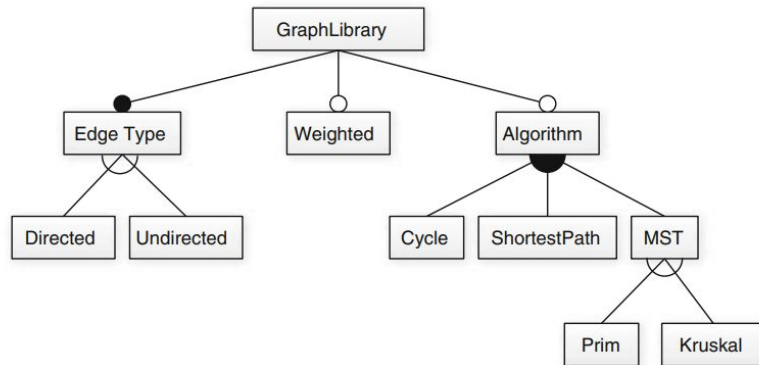 GraphLibrary
Edge Type
Weighted
Algorithm
Directed
Undirected
Cycle
ShortestPath
MST
Prim
Kruskal